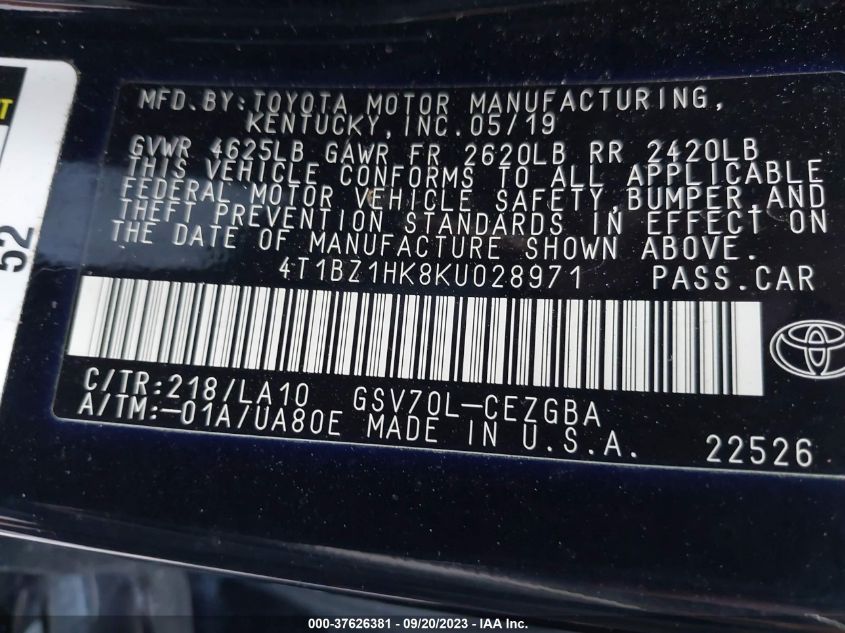 MFD.BY:TOYOTA MOTOR MANUFACTURING,
KENTUCKY,INC.05/19
GVWR 4625LB GAWR FR 2620LB RR 2420LB
THIS VEHICLE CONFORMS TO ALL APPLICABLE
FEDERAL MOTOR VEHICLE SAFETY,BUMPER,AND
THEFT PREVENTION STANDARDS IN EFFECT ON
THE DATE OF MANUFACTURE SHOWN ABOVE.
4T1BZ1HK8KU028971 PASS.CAR
C/TR:218/LA10 GSV70L-CEZGBA
A/TM:-01A/UA80E MADE IN U.S.A. 22526
52
000-37626381 - 09/20/2023 - IAA Inc.